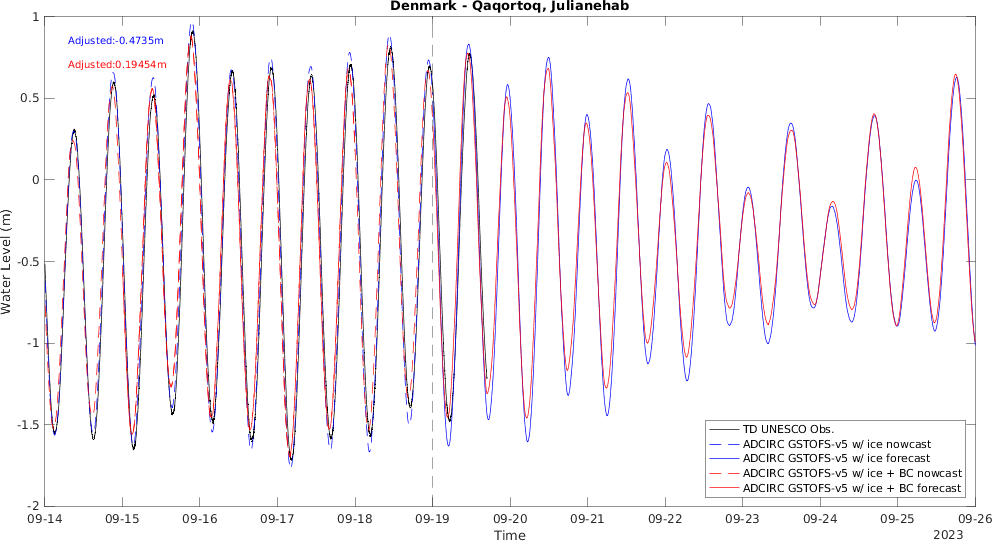 Denmark - Qaqortoq, Julianehab
1
Adjusted:-0.4735m
Adjusted:0.19454m
0.5
0
-0.5
-1
-1.5
-2
Water Level (m)
TD UNESCO Obs.
ADCIRC GSTOFS-v5 w/ ice nowcast
ADCIRC GSTOFS-v5 w/ ice forecast
ADCIRC GSTOFS-v5 w/ ice + BC nowcast
ADCIRC GSTOFS-v5 w/ ice + BC forecast
09-14 09-15 09-16 09-17 09-18 09-19 09-20 09-21 09-22 09-23 09-24 09-25 09-26
Time
2023